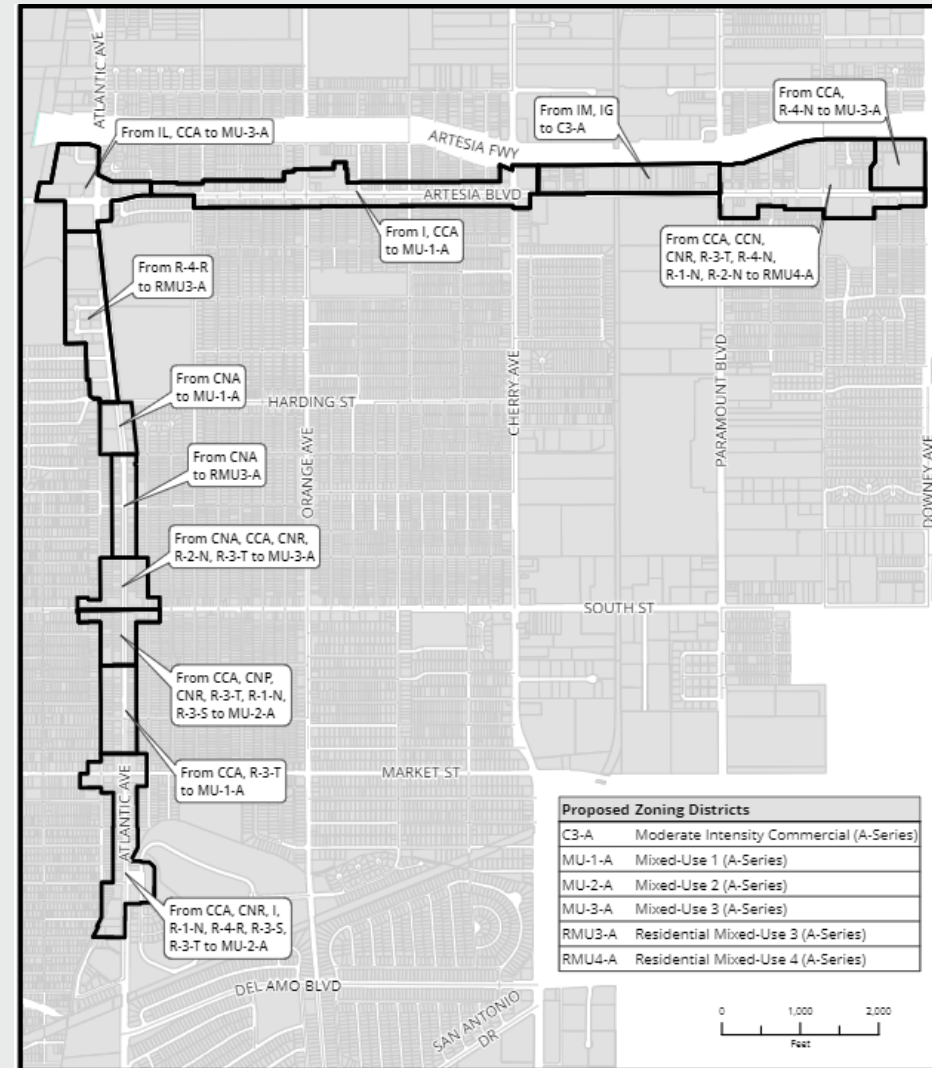 ATLANTIC AVE
From CCA,
R-4-N to MU-3-A
From IM, IG
to C3-A
From IL, CCA to MU-3-A
ARTESIA FWY
ARTESIA BLVD
From I, CCA
to MU-1-A
From CCA, CCN,
CNR, R-3-T, R-4-N,
R-1-N, R-2-N to RMU4-A
From R-4-R
to RMU3-A
From CNA
to MU-1-A
HARDING ST
ORANGE AVE
CHERRY AVE
PARAMOUNT BLVD
DOWNEY AVE
From CNA
to RMU3-A
From CNA, CCA, CNR,
R-2-N, R-3-T to MU-3-A
SOUTH ST
From CCA, CNP,
CNR, R-3-T, R-1-N,
R-3-S to MU-2-A
From CCA, R-3-T
to MU-1-A
MARKET ST
ATLANTIC AVE
From CCA, CNR, I,
R-1-N, R-4-R, R-3-S,
R-3-T to MU-2-A
DEL AMO BLVD
SAN ANTONIO
DR
Proposed Zoning Districts
C3-A Moderate Intensity Commercial (A-Series)
MU-1-A Mixed-Use 1 (A-Series)
MU-2-A Mixed-Use 2 (A-Series)
MU-3-A Mixed-Use 3 (A-Series)
RMU3-A Residential Mixed-Use 3 (A-Series)
RMU4-A Residential Mixed-Use 4 (A-Series)
0 1,000 2,000
Feet